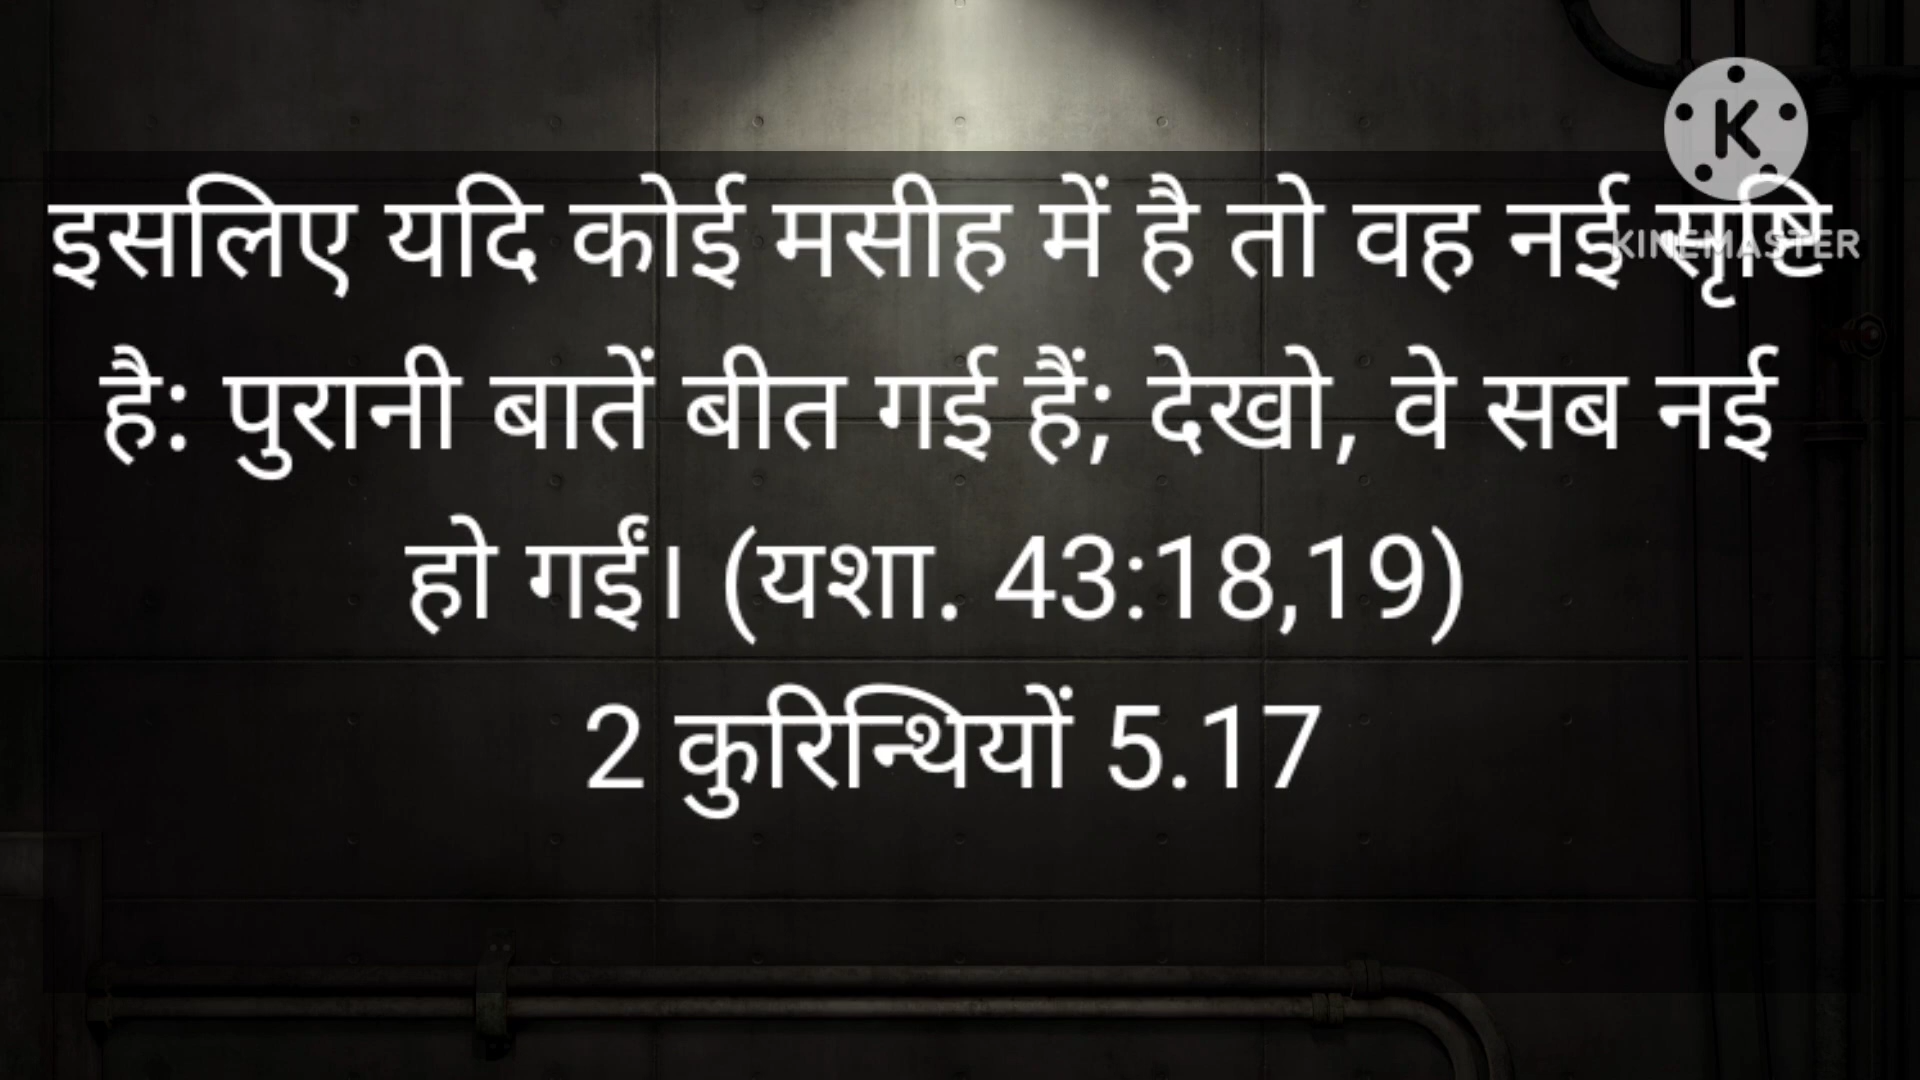 K
KINEMASTER
इसलिए यदि कोई मसीह में है तो वह नई सृष्टि
है: पुरानी बातें बीत गई हैं; देखो, वे सब नई
हो गईं। (यशा. 43:18,19)
2 कुरिन्थियों 5.17